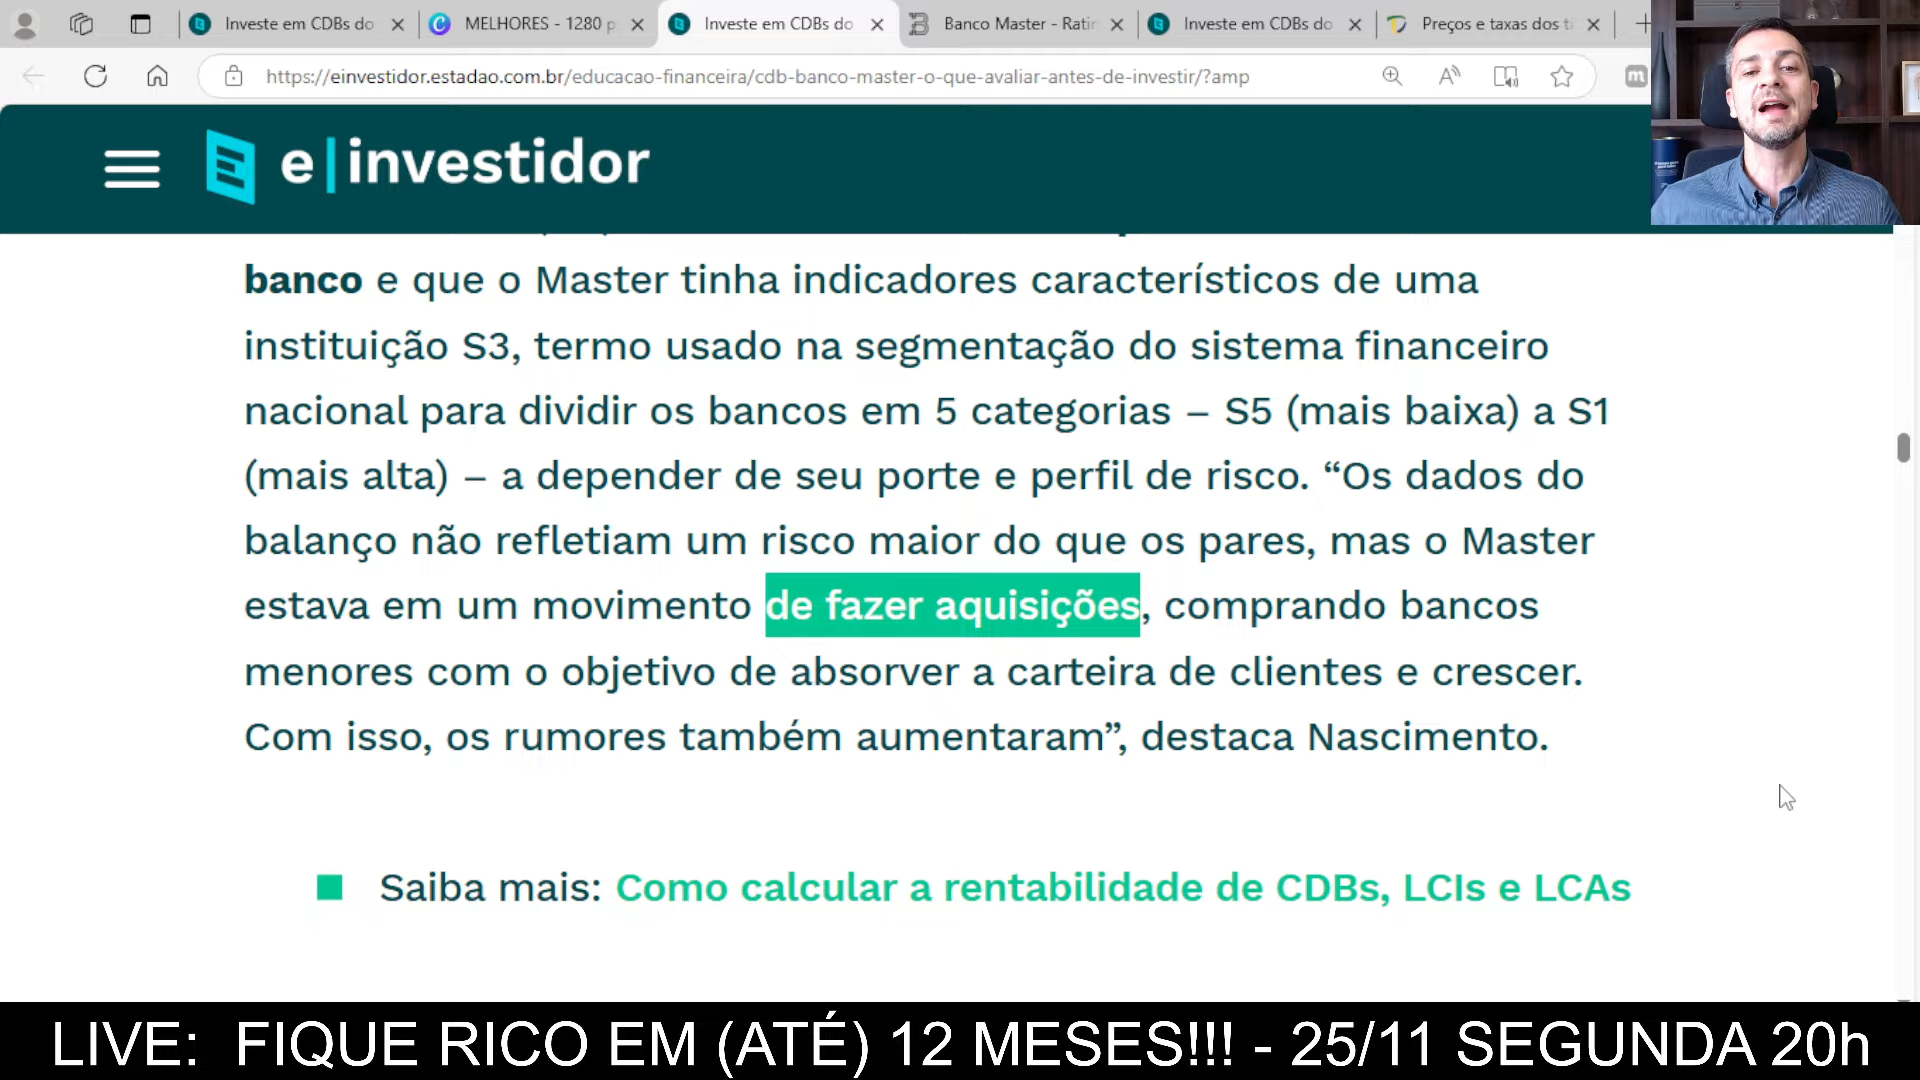 Investe em CDBs do
MELHORES - 1280 p
Investe em CDBs do
Banco Master - Ratin
Investe em CDBs do
Preços e taxas dos tí
https://einvestidor.estadao.com.br/educacao-financeira/cdb-banco-master-o-que-avaliar-antes-de-investir/?amp
e|investidor
banco e que o Master tinha indicadores característicos de uma
instituição S3, termo usado na segmentação do sistema financeiro
nacional para dividir os bancos em 5 categorias – S5 (mais baixa) a S1
(mais alta) – a depender de seu porte e perfil de risco. “Os dados do
balanço não refletiam um risco maior do que os pares, mas o Master
estava em um movimento de fazer aquisições, comprando bancos
menores com o objetivo de absorver a carteira de clientes e crescer.
Com isso, os rumores também aumentaram”, destaca Nascimento.
Saiba mais: Como calcular a rentabilidade de CDBs, LCIs e LCAs
LIVE: FIQUE RICO EM (ATÉ) 12 MESES!!! - 25/11 SEGUNDA 20h